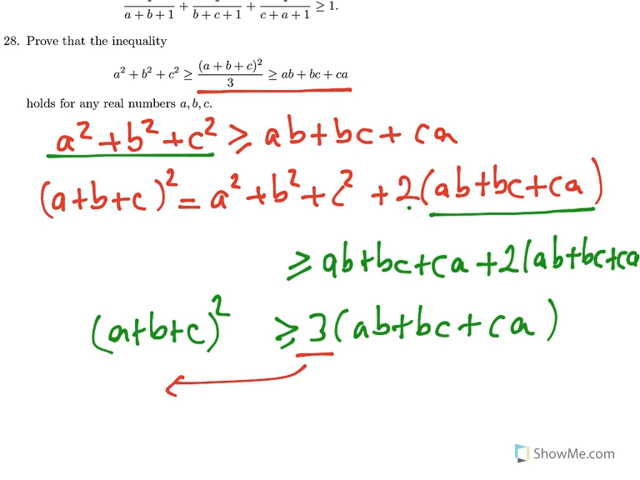 a + b + 1 + b + c + 1 + c + a + 1 ≥ 1.
28. Prove that the inequality
a² + b² + c² ≥ (a + b + c)² / 3 ≥ ab + bc + ca
holds for any real numbers a, b, c.
a² + b² + c² ≥ ab + bc + ca
(a+b+c)² = a² + b² + c² + 2(ab+bc+ca)
≥ ab+bc+ca + 2(ab+bc+ca
(a+b+c)² ≥ 3(ab+bc+ca)
ShowMe.com